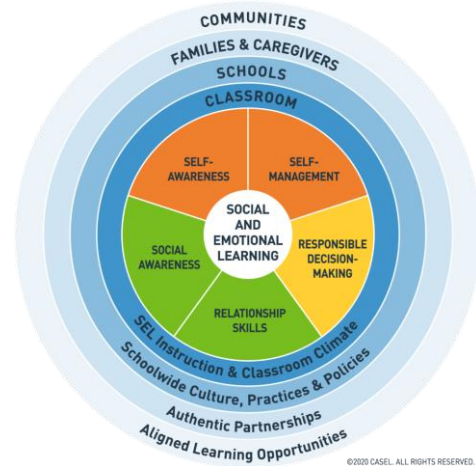 COMMUNITIES
FAMILIES & CAREGIVERS
SCHOOLS
CLASSROOM
SELF-
AWARENESS
SELF-
MANAGEMENT
SOCIAL
AND
EMOTIONAL
LEARNING
SOCIAL
AWARENESS
RESPONSIBLE
DECISION-
MAKING
RELATIONSHIP
SKILLS
SEL Instruction & Classroom Climate
Schoolwide Culture, Practices & Policies
Authentic Partnerships
Aligned Learning Opportunities
©2020 CASEL. ALL RIGHTS RESERVED.